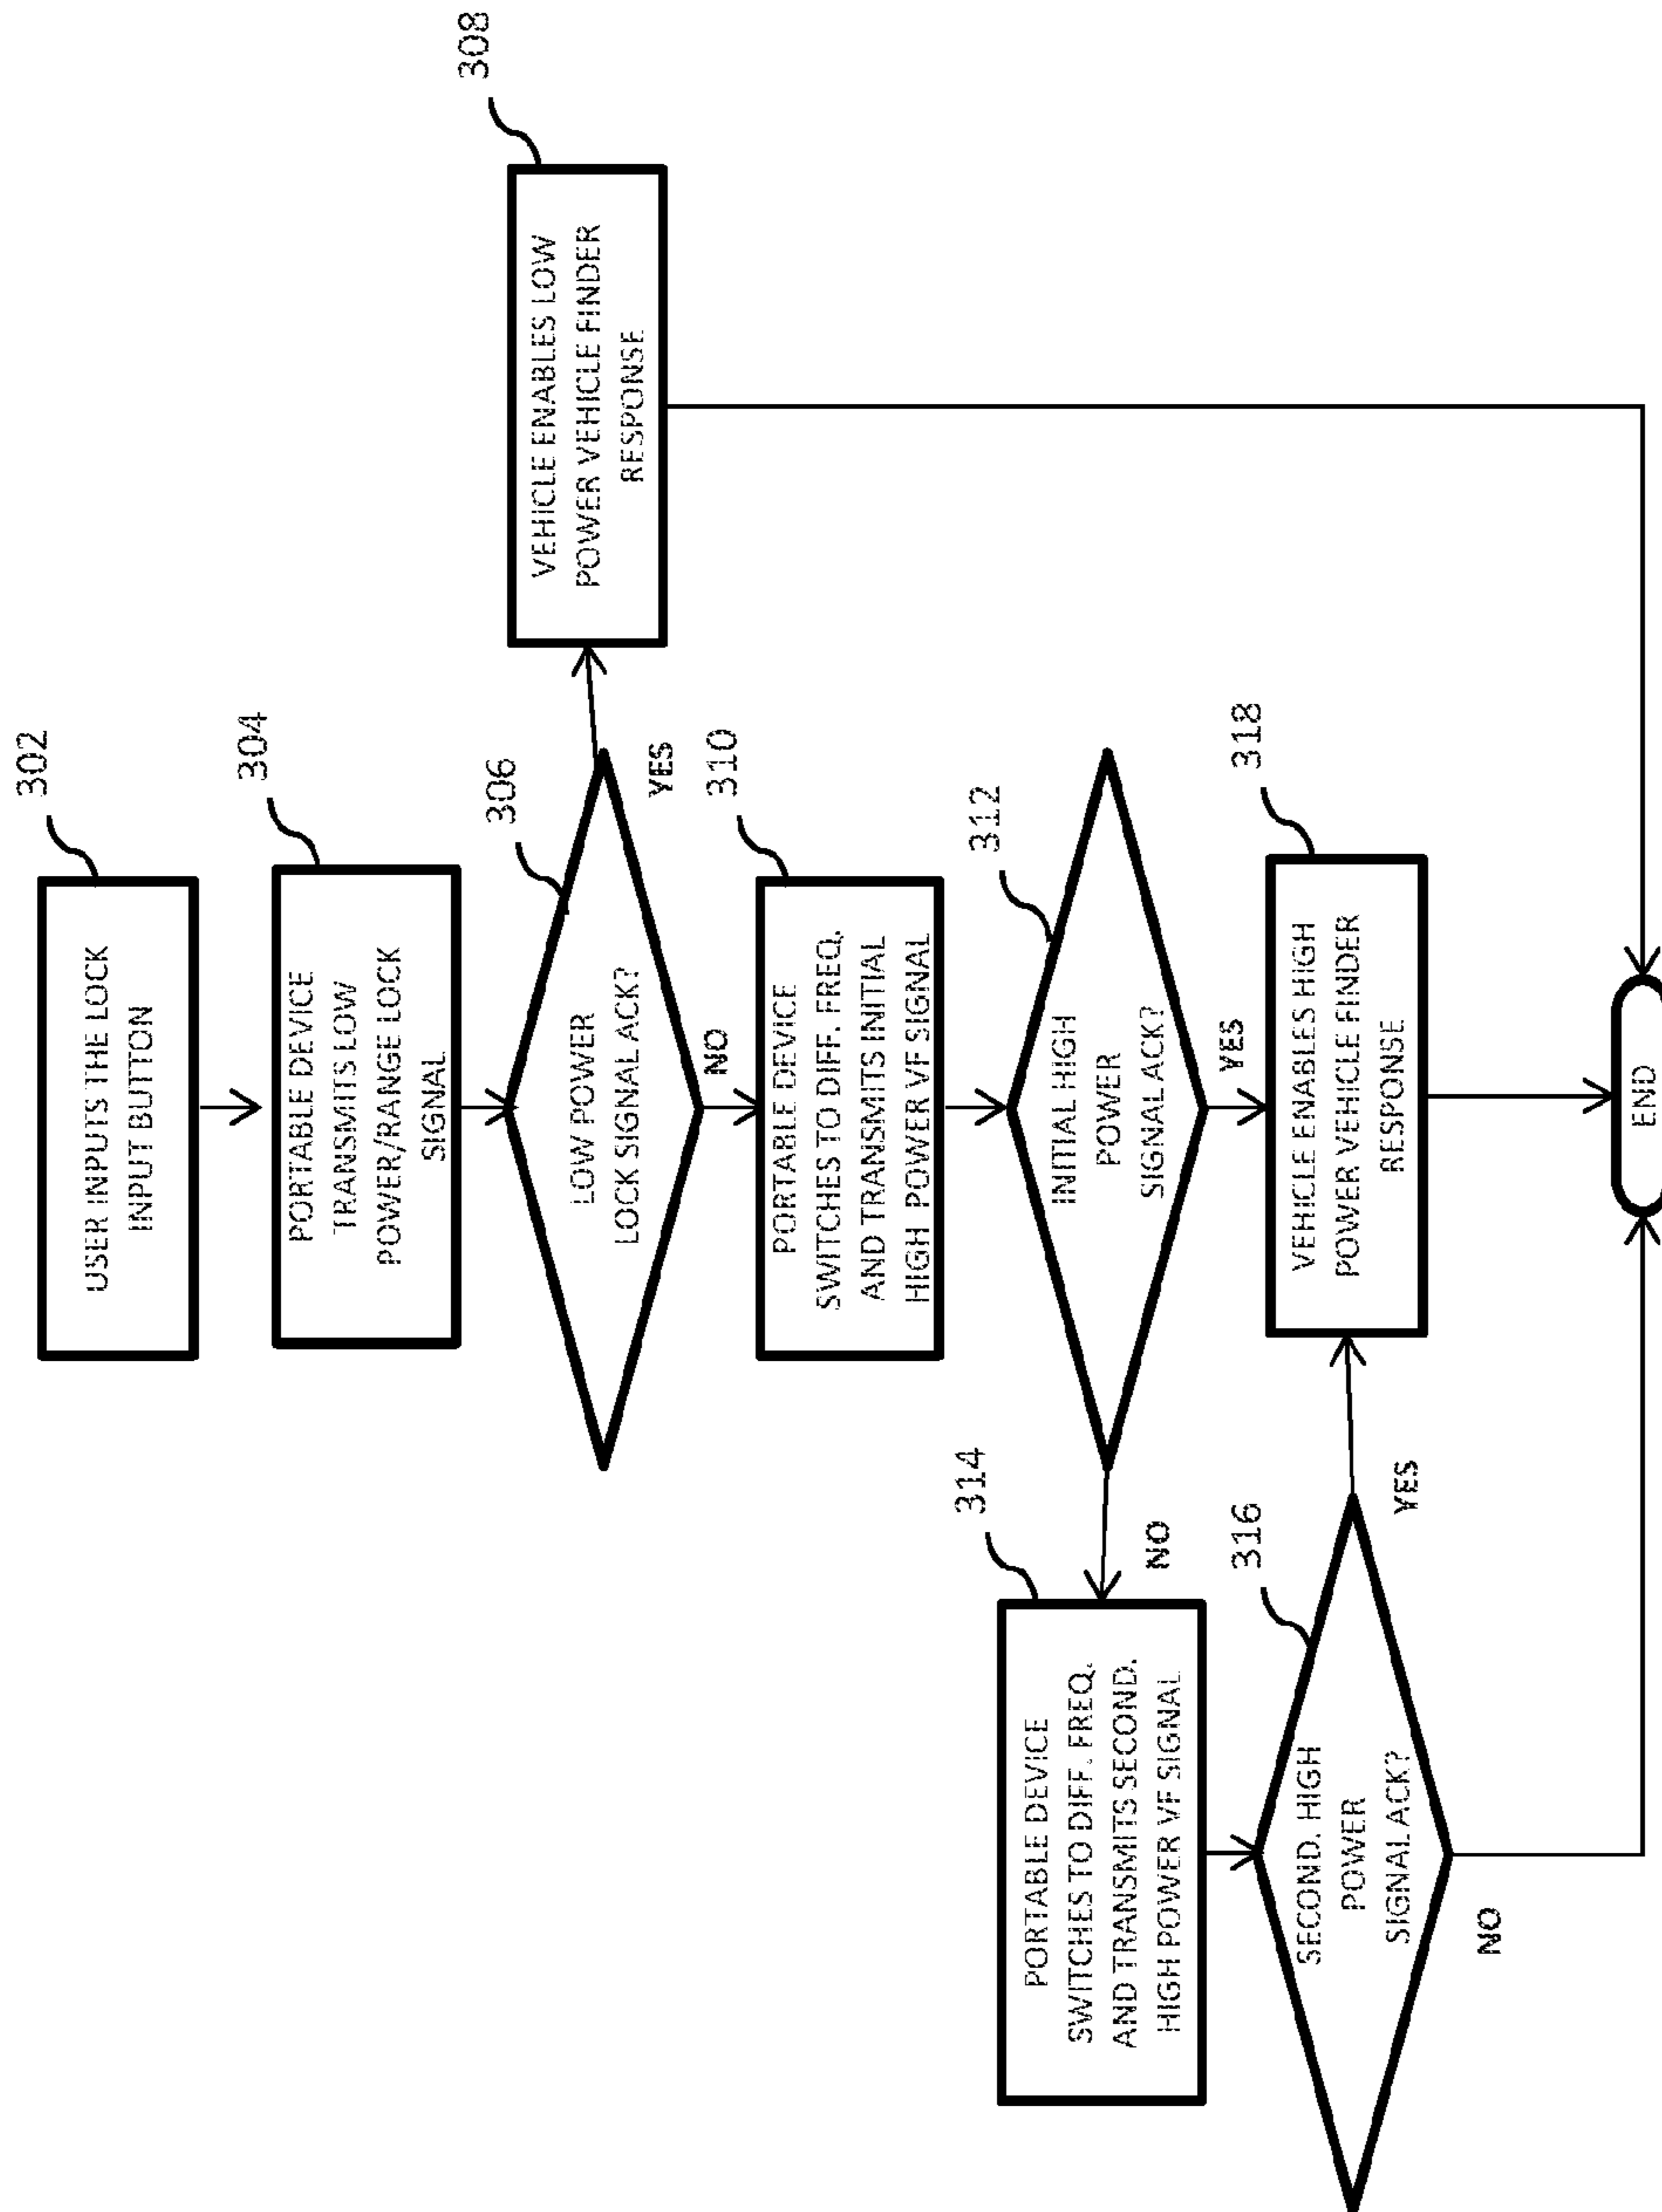 302
USER INPUTS THE LOCK
INPUT BUTTON
304
PORTABLE DEVICE
TRANSMITS LOW
POWER/RANGE LOCK
SIGNAL
306
LOW POWER
LOCK SIGNAL ACK?
YES
308
VEHICLE ENABLES LOW
POWER VEHICLE FINDER
RESPONSE
NO
310
PORTABLE DEVICE
SWITCHES TO DIFF. FREQ.
AND TRANSMITS INITIAL
HIGH POWER VF SIGNAL
312
INITIAL HIGH
POWER
SIGNAL ACK?
NO
YES
314
PORTABLE DEVICE
SWITCHES TO DIFF. FREQ.
AND TRANSMITS SECOND.
HIGH POWER VF SIGNAL
316
SECOND. HIGH
POWER
SIGNAL ACK?
YES
NO
318
VEHICLE ENABLES HIGH
POWER VEHICLE FINDER
RESPONSE
END